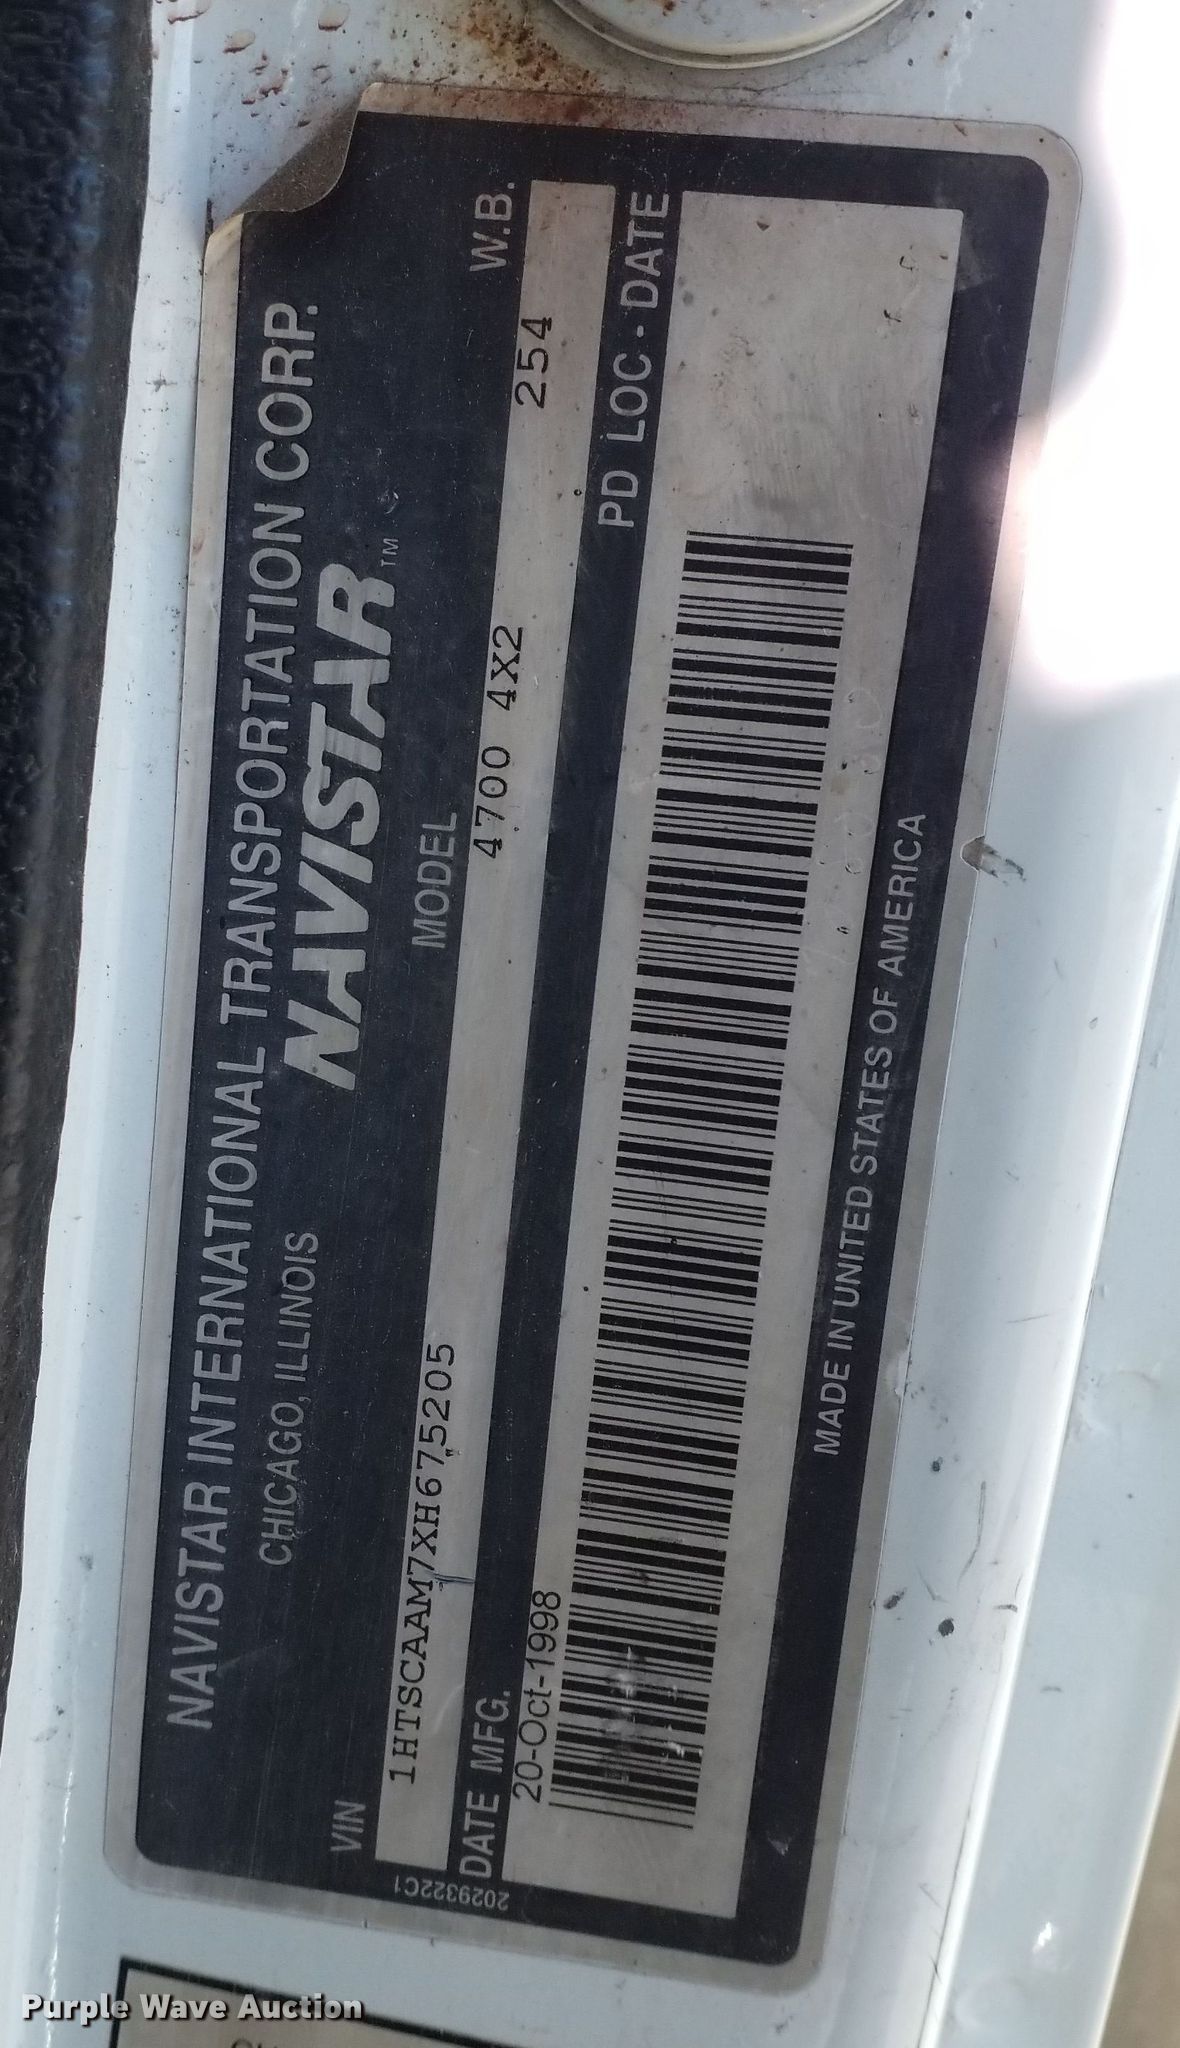 NAVISTAR INTERNATIONAL TRANSPORTATION CORP.
CHICAGO, ILLINOIS
NAVISTAR™
VIN
MODEL
W.B.
1HTSCAAM7XH675205
4700 4X2
254
DATE MFG.
PD LOC - DATE
20-Oct-1998
MADE IN UNITED STATES OF AMERICA
2029322C1
Purple Wave Auction